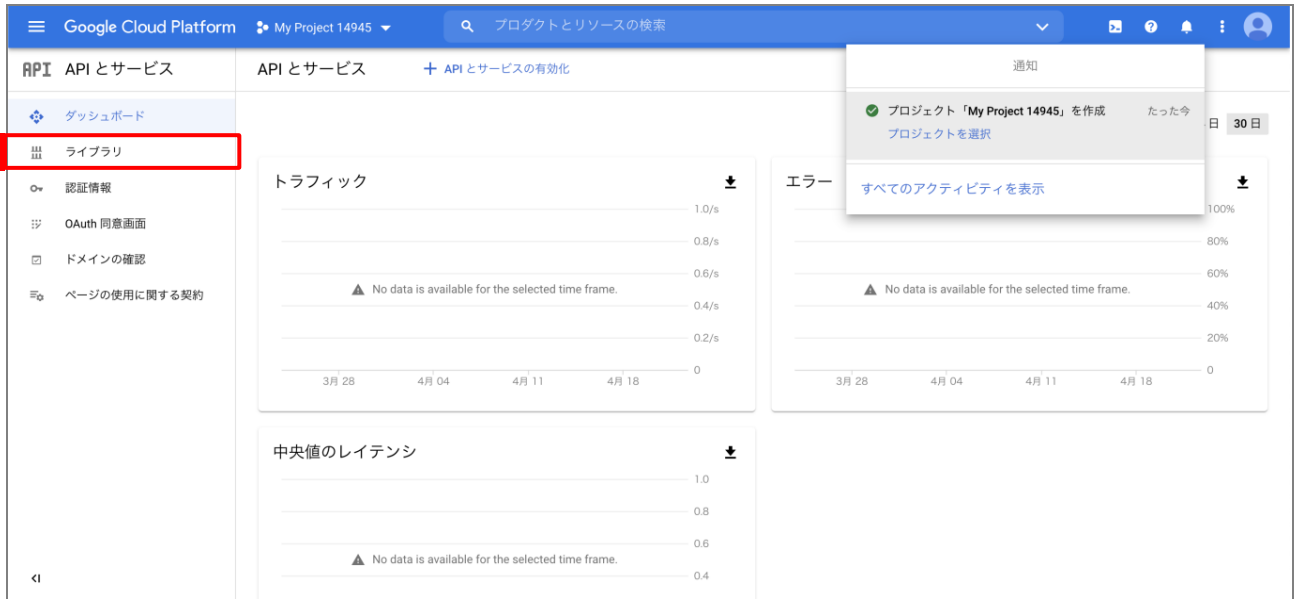 Google Cloud Platform
My Project 14945
プロダクトとリソースの検索
API APIとサービス
APIとサービス
+ APIとサービスの有効化
通知
プロジェクト「My Project 14945」を作成
たった今
プロジェクトを選択
すべてのアクティビティを表示
日
30日
ダッシュボード
ライブラリ
認証情報
OAuth 同意画面
ドメインの確認
ページの使用に関する契約
トラフィック
1.0/s
0.8/s
0.6/s
No data is available for the selected time frame.
0.4/s
0.2/s
0
3月 28
4月 04
4月 11
4月 18
エラー
100%
80%
60%
No data is available for the selected time frame.
40%
20%
0
3月 28
4月 04
4月 11
4月 18
中央値のレイテンシ
1.0
0.8
0.6
No data is available for the selected time frame.
0.4